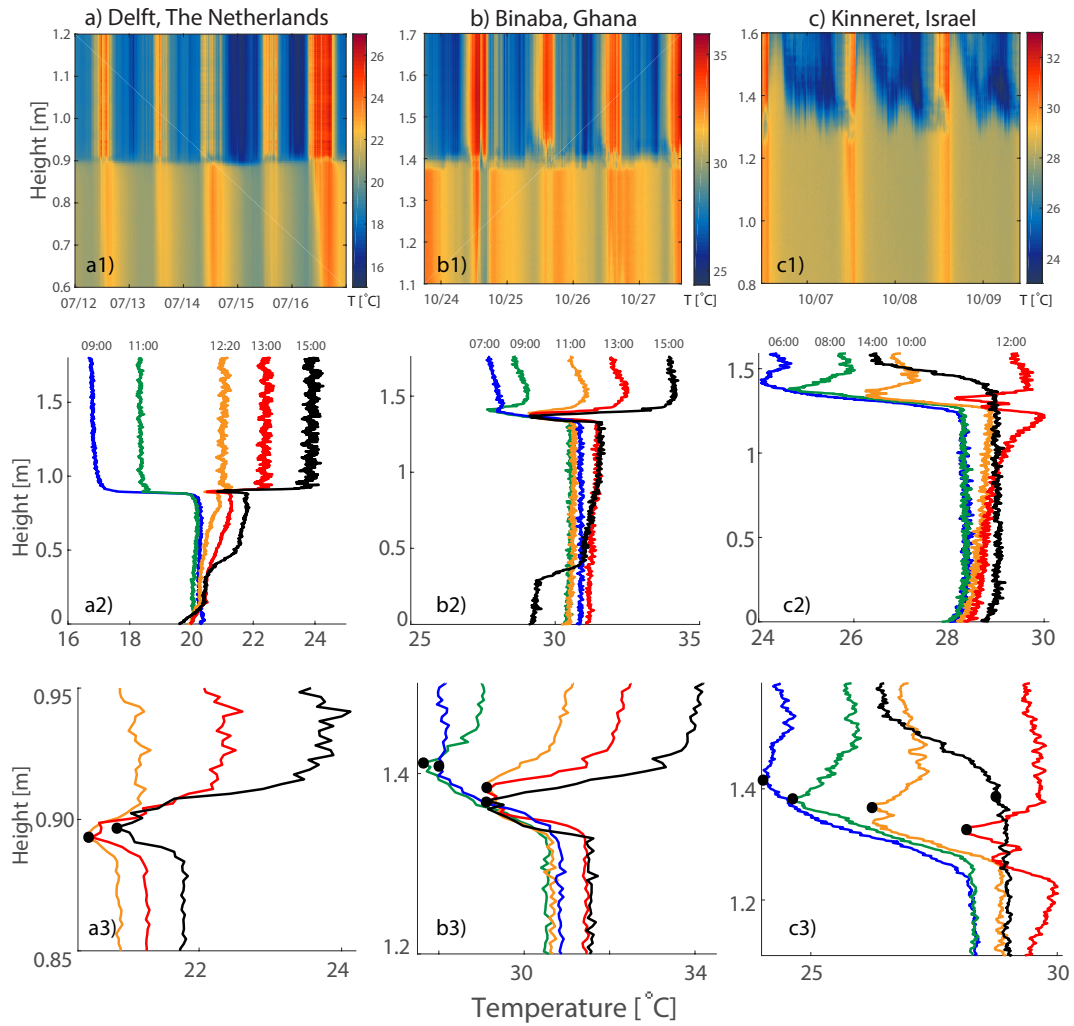 a) Delft, The Netherlands
b) Binaba, Ghana
c) Kinneret, Israel
Height [m]
1.2
1.1
1.0
0.9
0.8
0.7
0.6
a1)
07/12 07/13 07/14 07/15 07/16
T [°C]
26
24
22
20
18
16
1.7
1.6
1.5
1.4
1.3
1.2
1.1
b1)
10/24 10/25 10/26 10/27
T [°C]
35
30
25
1.6
1.4
1.2
1.0
0.8
c1)
10/07 10/08 10/09
T [°C]
32
30
28
26
24
Height [m]
09:00 11:00 12:20 13:00 15:00
1.5
1.0
0.5
0
a2)
16 18 20 22 24
07:00 09:00 11:00 13:00 15:00
1.5
1
0.5
0
b2)
25 30 35
06:00 08:00 14:00 10:00 12:00
1.5
1
0.5
0
c2)
24 26 28 30
Height [m]
0.95
0.90
0.85
a3)
22 24
1.4
1.2
b3)
30 34
1.4
1.2
c3)
25 30
Temperature [°C]